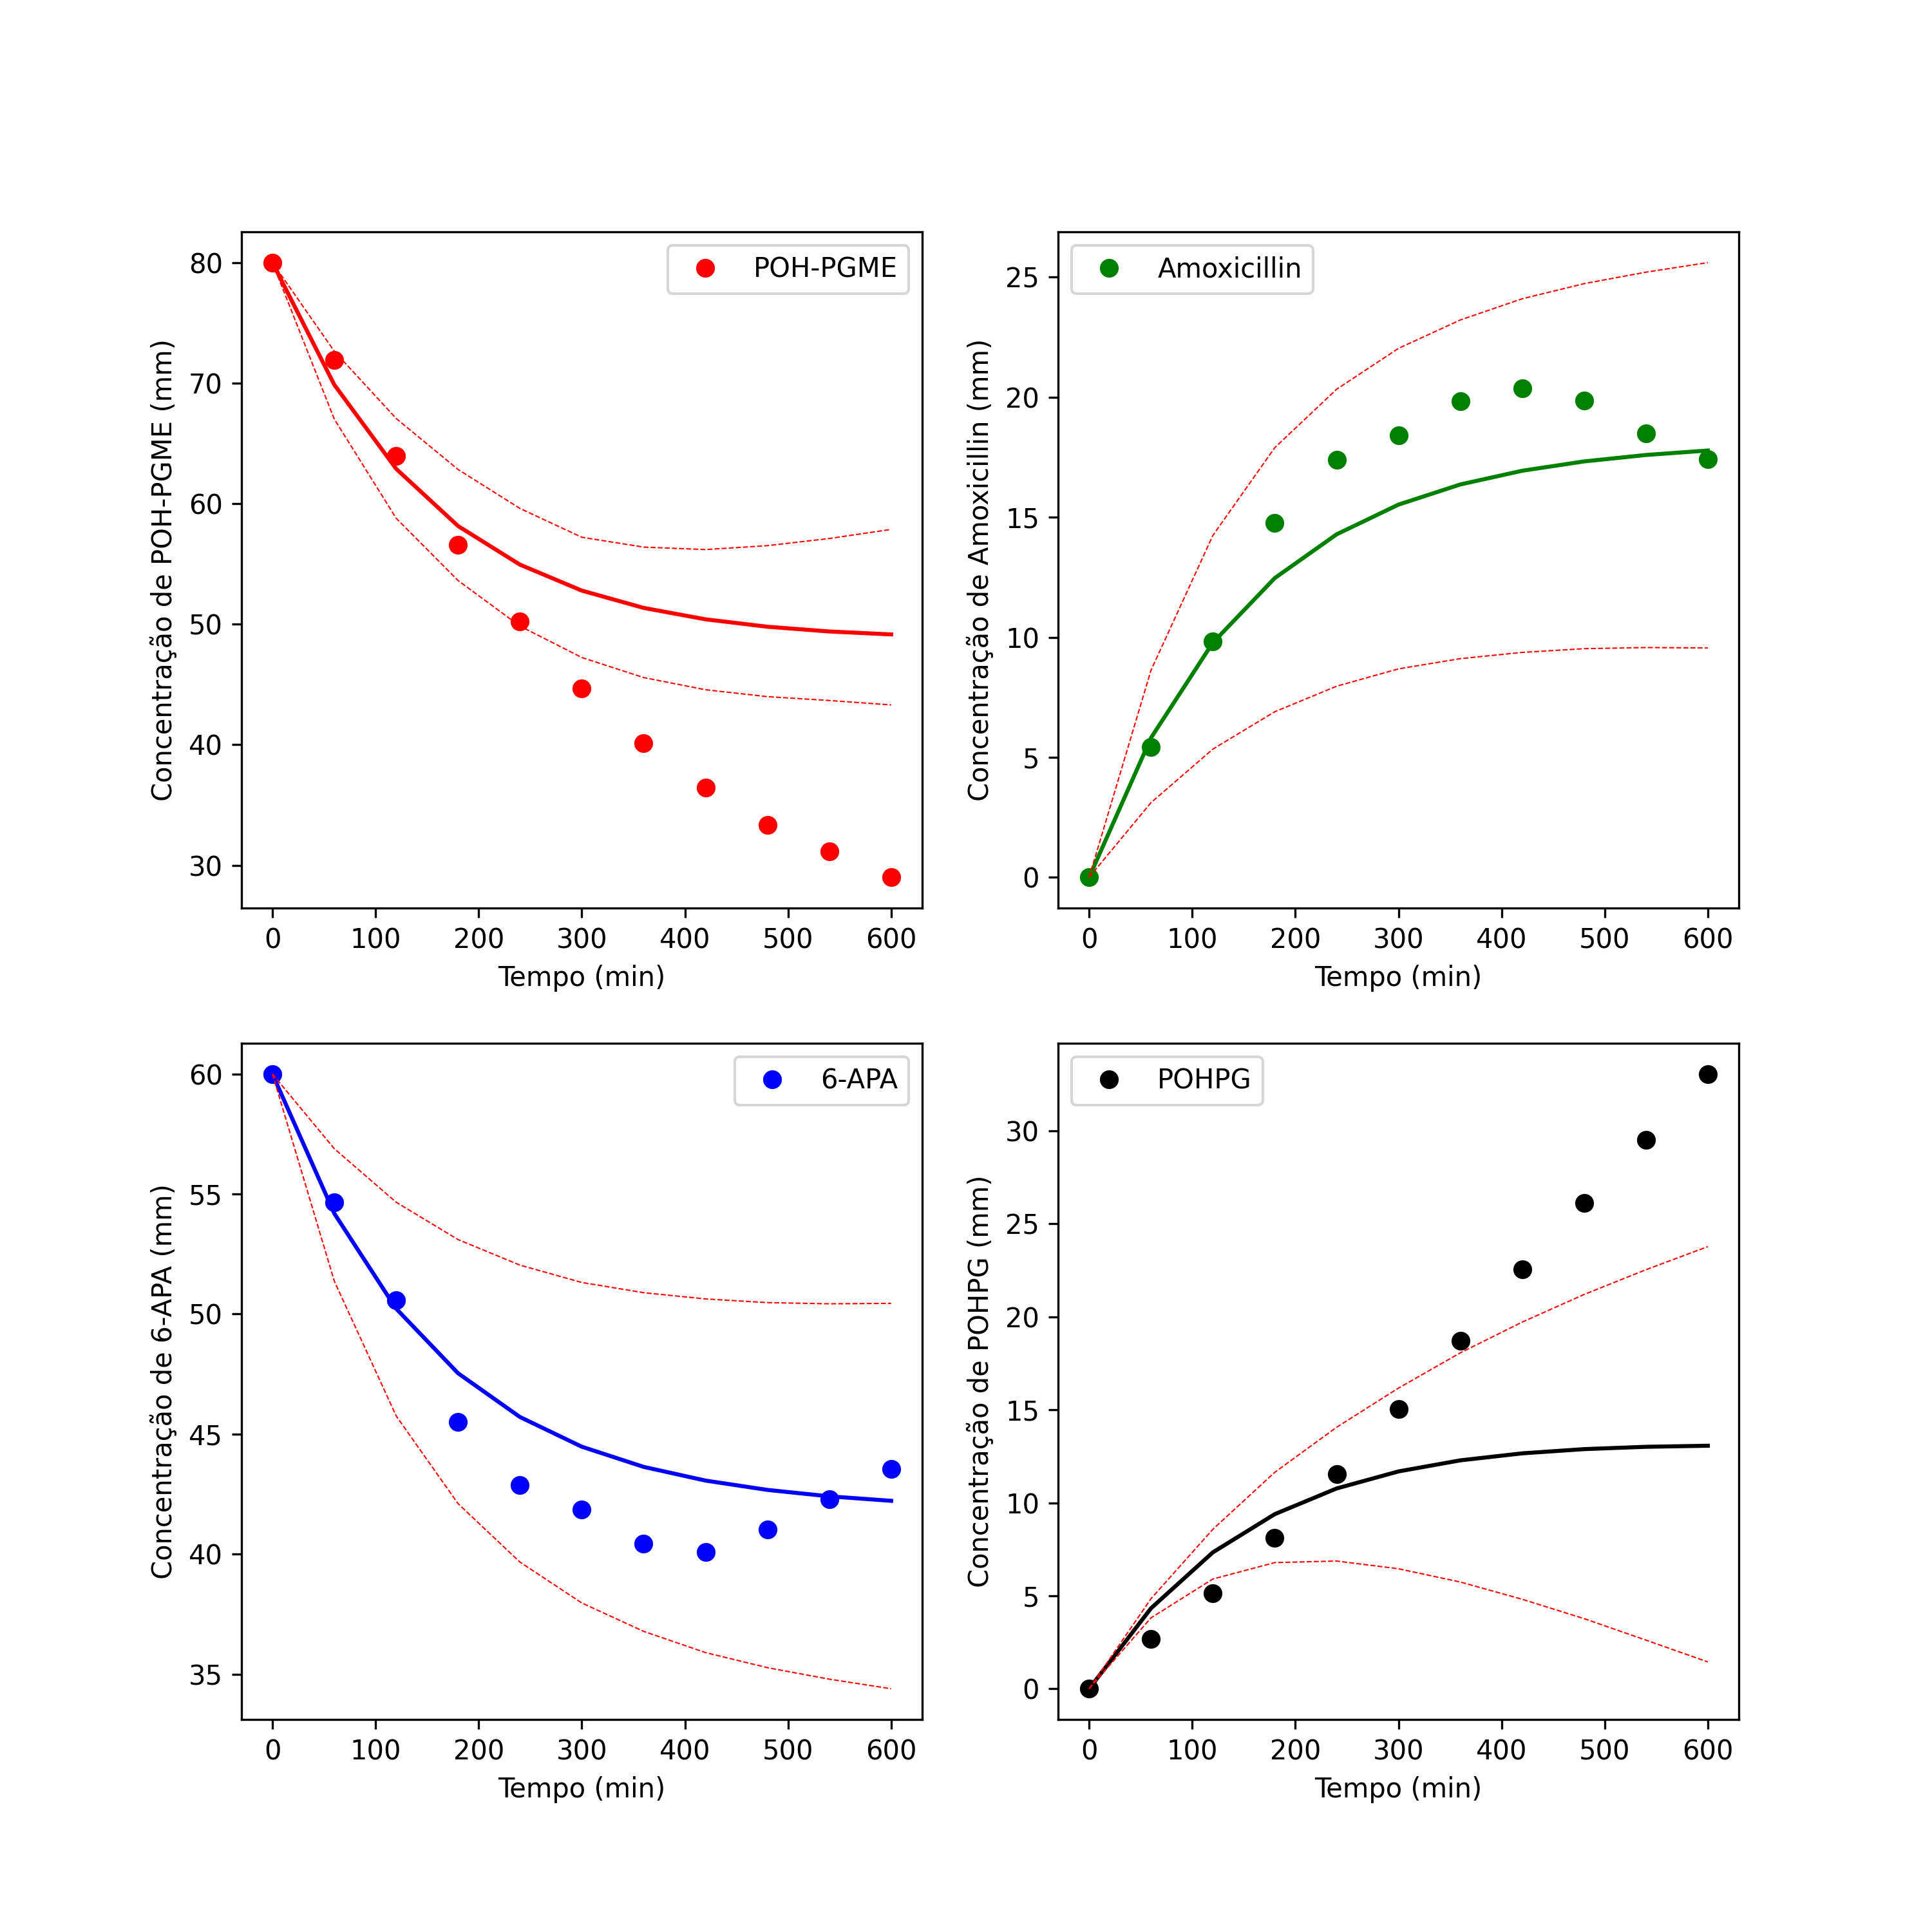 POH-PGME
Concentração de POH-PGME (mm)
80
70
60
50
40
30
0 100 200 300 400 500 600
Tempo (min)
Amoxicillin
Concentração de Amoxicillin (mm)
25
20
15
10
5
0
0 100 200 300 400 500 600
Tempo (min)
6-APA
Concentração de 6-APA (mm)
60
55
50
45
40
35
0 100 200 300 400 500 600
Tempo (min)
POHPG
Concentração de POHPG (mm)
30
25
20
15
10
5
0
0 100 200 300 400 500 600
Tempo (min)